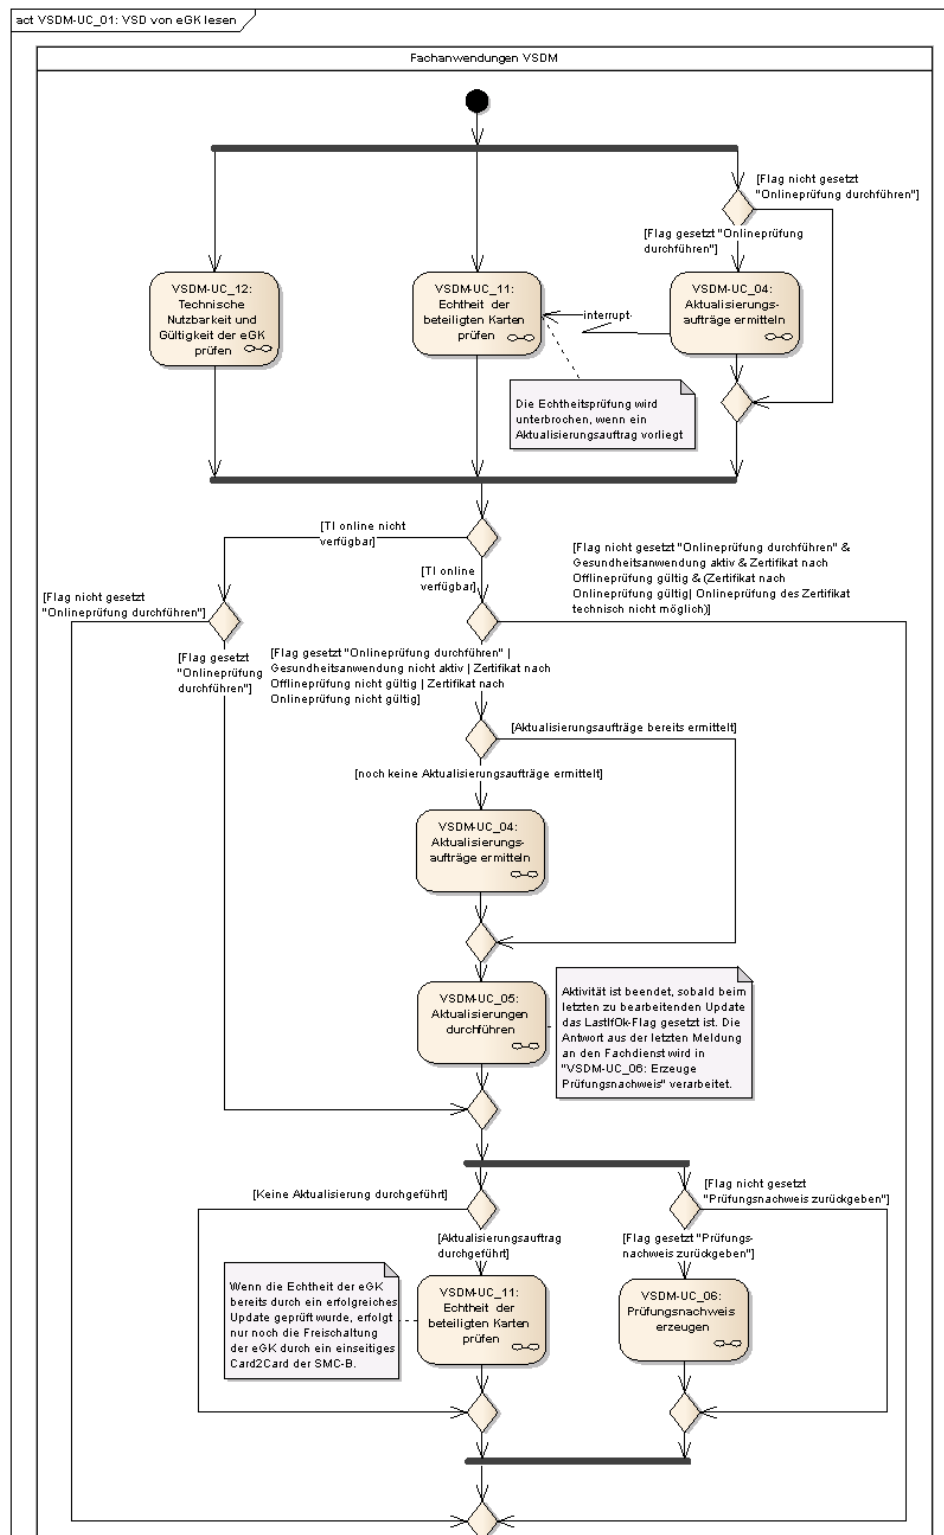 act VSDM-UC_01: VSD von eGK lesen
Fachanwendungen VSDM
[Flag nicht gesetzt
"Onlineprüfung durchführen"]
[Flag gesetzt "Onlineprüfung
durchführen"]
VSDM-UC_12:
Technische
Nutzbarkeit und
Gültigkeit der eGK
prüfen
VSDM-UC_11:
Echtheit der
beteiligten Karten
prüfen
interrupt
VSDM-UC_04:
Aktualisierungs-
aufträge ermitteln
Die Echtheitsprüfung wird
unterbrochen, wenn ein
Aktualisierungsauftrag vorliegt
[TI online nicht
verfügbar]
[TI online
verfügbar]
[Flag nicht gesetzt "Onlineprüfung durchführen" &
Gesundheitsanwendung aktiv & Zertifikat nach
Offlineprüfung gültig & (Zertifikat nach
Onlineprüfung gültig| Onlineprüfung des Zertifikat
technisch nicht möglich)]
[Flag nicht gesetzt
"Onlineprüfung durchführen"]
[Flag gesetzt
"Onlineprüfung
durchführen"]
[Flag gesetzt "Onlineprüfung durchführen" |
Gesundheitsanwendung nicht aktiv | Zertifikat nach
Offlineprüfung nicht gültig | Zertifikat nach
Onlineprüfung nicht gültig]
[Aktualisierungsaufträge bereits ermittelt]
[noch keine Aktualisierungsaufträge ermittelt]
VSDM-UC_04:
Aktualisierungs-
aufträge ermitteln
VSDM-UC_05:
Aktualisierungen
durchführen
Aktivität ist beendet, sobald beim
letzten zu bearbeitenden Update
das LastIfOk-Flag gesetzt ist. Die
Antwort aus der letzten Meldung
an den Fachdienst wird in
"VSDM-UC_06: Erzeuge
Prüfungsnachweis" verarbeitet.
[Keine Aktualisierung durchgeführt]
[Flag nicht gesetzt
"Prüfungsnachweis zurückgeben"]
[Aktualisierungsauftrag
durchgeführt]
[Flag gesetzt "Prüfungs-
nachweis zurückgeben"]
Wenn die Echtheit der eGK
bereits durch ein erfolgreiches
Update geprüft wurde, erfolgt
nur noch die Freischaltung
der eGK durch ein einseitiges
Card2Card der SMC-B.
VSDM-UC_11:
Echtheit der
beteiligten Karten
prüfen
VSDM-UC_06:
Prüfungsnachweis
erzeugen